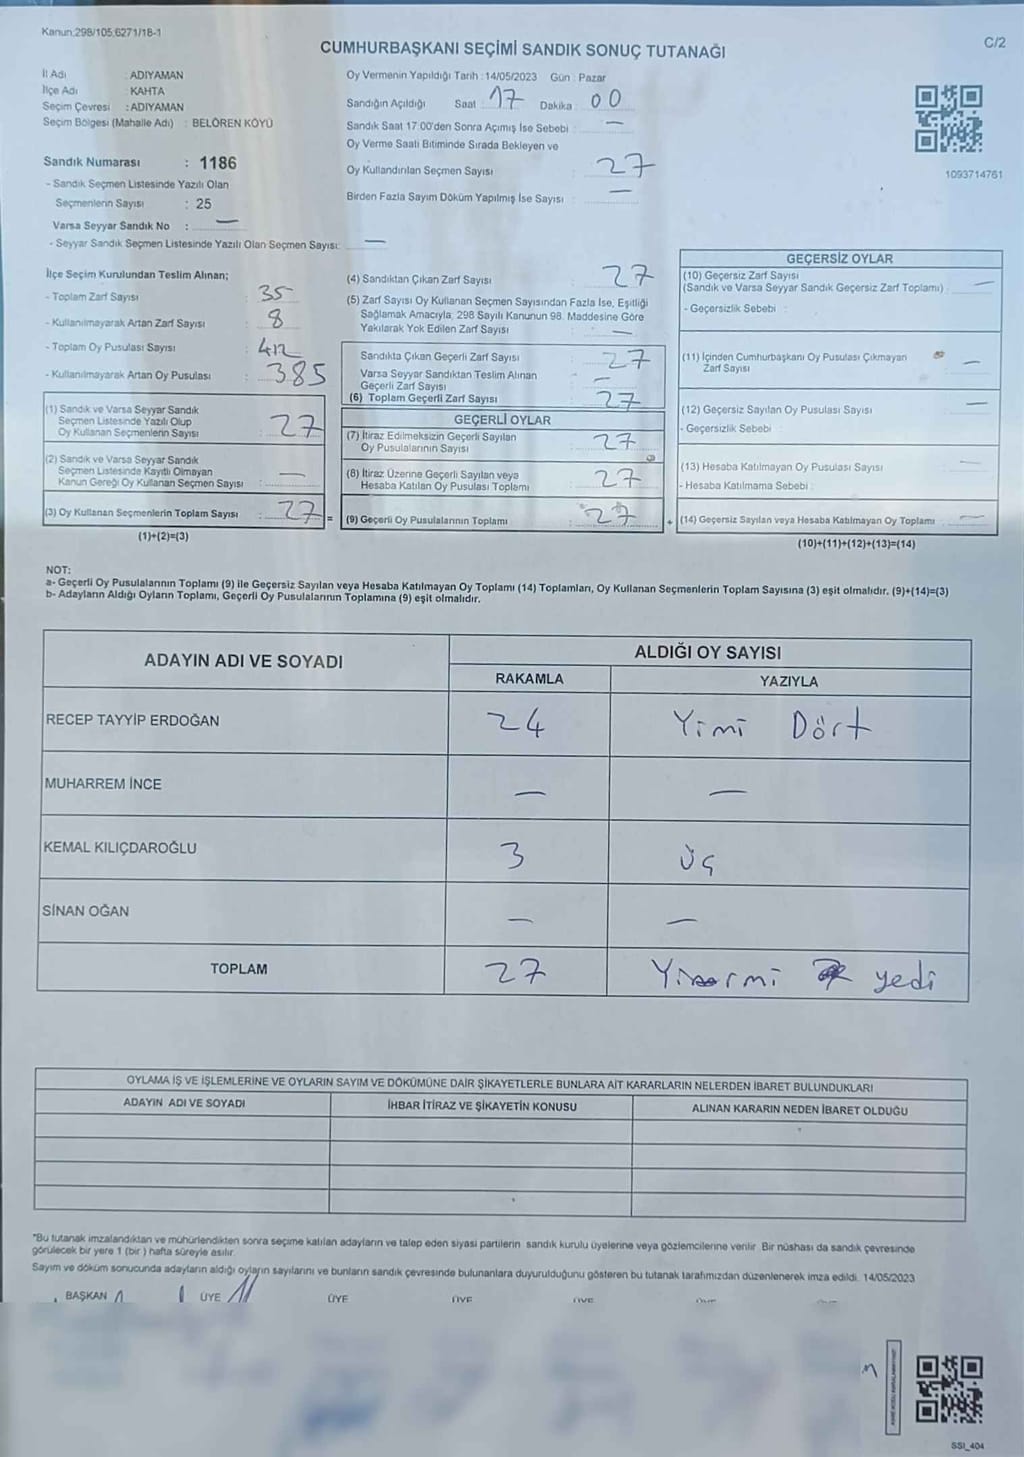 Kanun:298/105,6271/18-1
C/2
CUMHURBAŞKANI SEÇİMİ SANDIK SONUÇ TUTANAĞI
İl Adı : ADIYAMAN
İlçe Adı : KAHTA
Seçim Çevresi : ADIYAMAN
Seçim Bölgesi (Mahalle Adı) : BELÖREN KÖYÜ
Sandık Numarası : 1186
- Sandık Seçmen Listesinde Yazılı Olan
Seçmenlerin Sayısı : 25
Varsa Seyyar Sandık No : —
- Seyyar Sandık Seçmen Listesinde Yazılı Olan Seçmen Sayısı: —
Oy Vermenin Yapıldığı Tarih : 14/05/2023 Gün : Pazar
Sandığın Açıldığı Saat 17 Dakika : 00
Sandık Saat 17.00'den Sonra Açımış İse Sebebi : —
Oy Verme Saati Bitiminde Sırada Bekleyen ve
Oy Kullandırılan Seçmen Sayısı : 27
Birden Fazla Sayım Döküm Yapılmış İse Sayısı : —
1093714761
İlçe Seçim Kurulundan Teslim Alınan;
- Toplam Zarf Sayısı : 35
- Kullanılmayarak Artan Zarf Sayısı : 8
- Toplam Oy Pusulası Sayısı : 412
- Kullanılmayarak Artan Oy Pusulası : 385
(1) Sandık ve Varsa Seyyar Sandık
Seçmen Listesinde Yazılı Olup
Oy Kullanan Seçmenlerin Sayısı : 27
(2) Sandık ve Varsa Seyyar Sandık
Seçmen Listesinde Kayıtlı Olmayan
Kanun Gereği Oy Kullanan Seçmen Sayısı : —
(3) Oy Kullanan Seçmenlerin Toplam Sayısı : 27 =
(1)+(2)=(3)
(4) Sandıktan Çıkan Zarf Sayısı : 27
(5) Zarf Sayısı Oy Kullanan Seçmen Sayısından Fazla İse, Eşitliği
Sağlamak Amacıyla, 298 Sayılı Kanunun 98. Maddesine Göre
Yakılarak Yok Edilen Zarf Sayısı : —
Sandıkta Çıkan Geçerli Zarf Sayısı : 27
Varsa Seyyar Sandıktan Teslim Alınan
Geçerli Zarf Sayısı : —
(6) Toplam Geçerli Zarf Sayısı : 27
GEÇERLİ OYLAR
(7) İtiraz Edilmeksizin Geçerli Sayılan
Oy Pusulalarının Sayısı : 27
(8) İtiraz Üzerine Geçerli Sayılan veya
Hesaba Katılan Oy Pusulası Toplamı : 27
(9) Geçerli Oy Pusulalarının Toplamı : 27 +
GEÇERSİZ OYLAR
(10) Geçersiz Zarf Sayısı
(Sandık ve Varsa Seyyar Sandık Geçersiz Zarf Toplamı) : —
- Geçersizlik Sebebi :
(11) İçinden Cumhurbaşkanı Oy Pusulası Çıkmayan
Zarf Sayısı —
(12) Geçersiz Sayılan Oy Pusulası Sayısı —
- Geçersizlik Sebebi :
(13) Hesaba Katılmayan Oy Pusulası Sayısı —
- Hesaba Katılmama Sebebi :
(14) Geçersiz Sayılan veya Hesaba Katılmayan Oy Toplamı : —
(10)+(11)+(12)+(13)=(14)
NOT:
a- Geçerli Oy Pusulalarının Toplamı (9) ile Geçersiz Sayılan veya Hesaba Katılmayan Oy Toplamı (14) Toplamları, Oy Kullanan Seçmenlerin Toplam Sayısına (3) eşit olmalıdır. (9)+(14)=(3)
b- Adayların Aldığı Oyların Toplamı, Geçerli Oy Pusulalarının Toplamına (9) eşit olmalıdır.
ADAYIN ADI VE SOYADI
ALDIĞI OY SAYISI
RAKAMLA YAZIYLA
RECEP TAYYİP ERDOĞAN 24 Yimi Dört
MUHARREM İNCE — —
KEMAL KILIÇDAROĞLU 3 üç
SİNAN OĞAN — —
TOPLAM 27 Yirmi yedi
OYLAMA İŞ VE İŞLEMLERİNE VE OYLARIN SAYIM VE DÖKÜMÜNE DAİR ŞİKAYETLERLE BUNLARA AİT KARARLARIN NELERDEN İBARET BULUNDUKLARI
ADAYIN ADI VE SOYADI İHBAR İTİRAZ VE ŞİKAYETİN KONUSU ALINAN KARARIN NEDEN İBARET OLDUĞU
*Bu tutanak imzalandıktan ve mühürlendikten sonra seçime katılan adayların ve talep eden siyasi partilerin sandık kurulu üyelerine veya gözlemcilerine verilir. Bir nüshası da sandık çevresinde
görülecek bir yere 1 (bir) hafta süreyle asılır.
Sayım ve döküm sonucunda adayların aldığı oyların sayılarını ve bunların sandık çevresinde bulunanlara duyurulduğunu gösteren bu tutanak tarafımızdan düzenlenerek imza edildi. 14/05/2023
BAŞKAN ÜYE ÜYE ÜYE ÜYE ÜYE
SSI_404